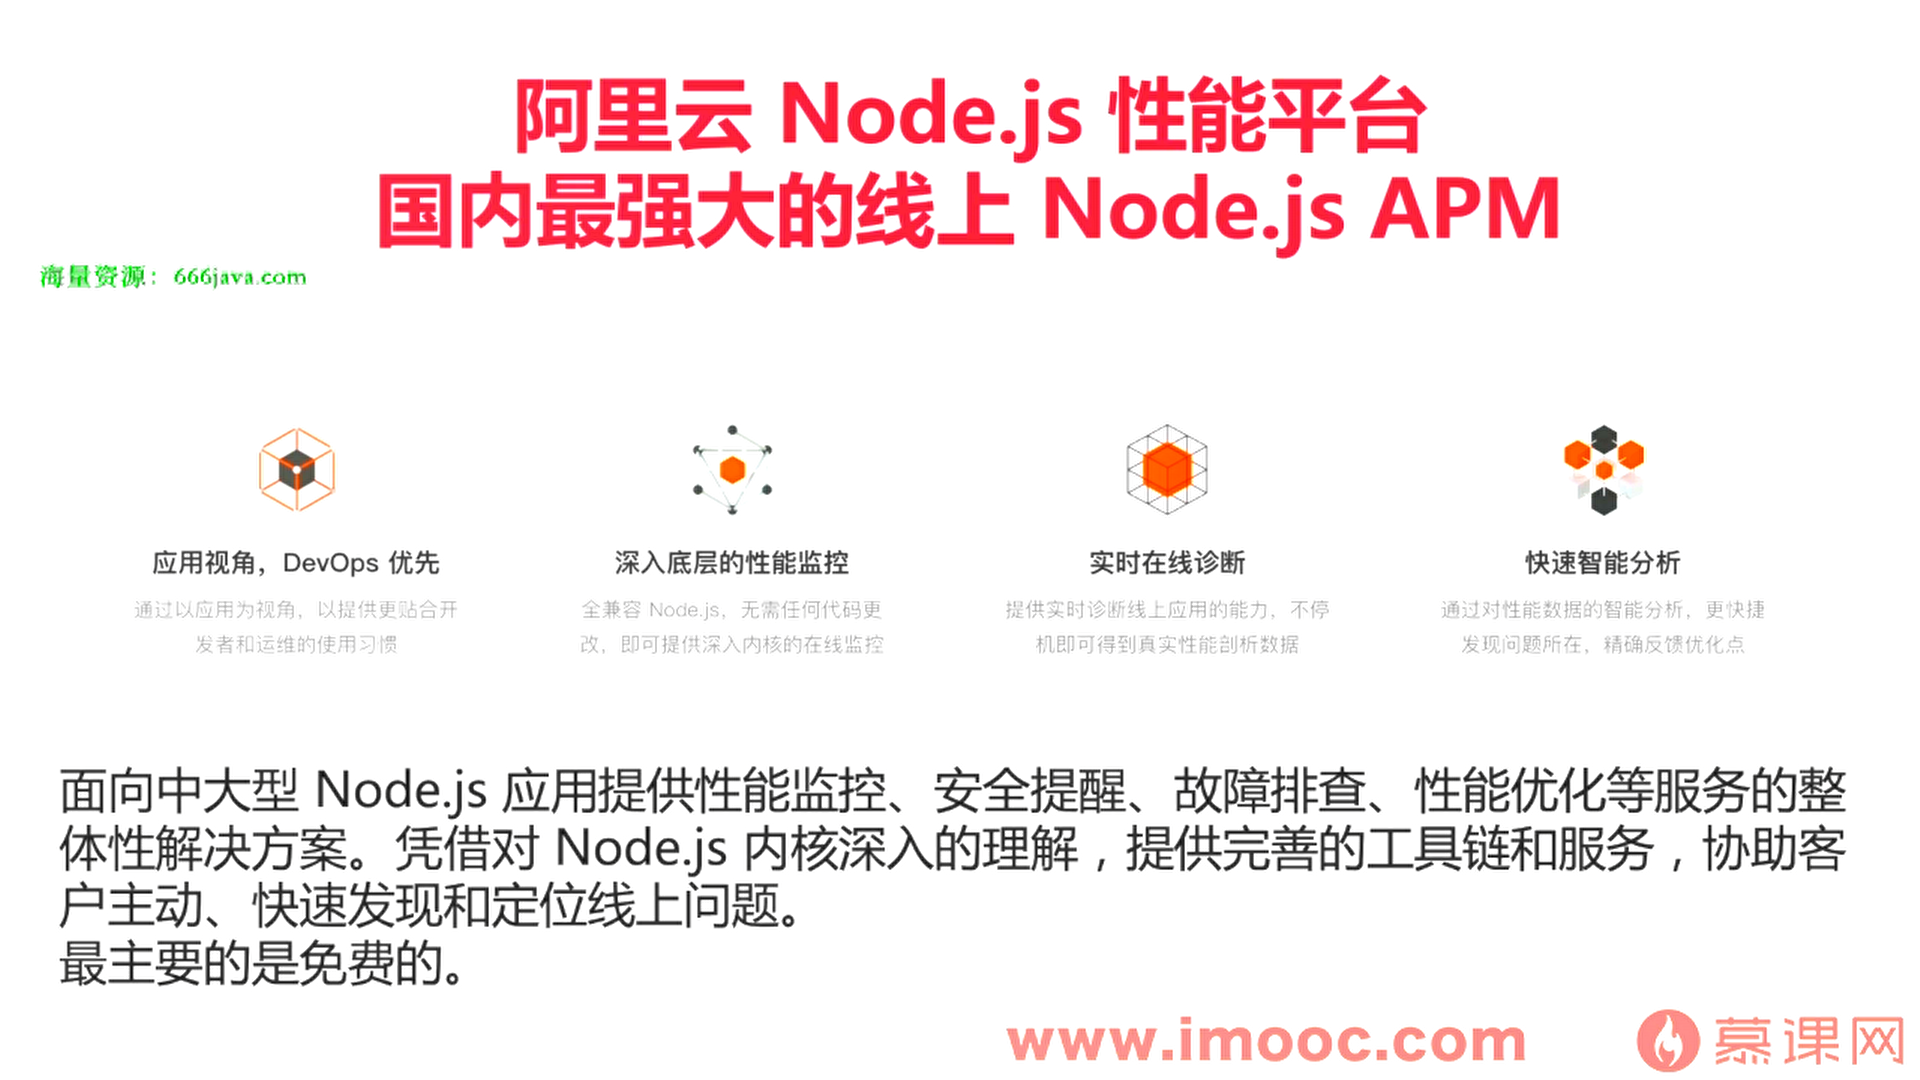 阿里云 Node.js 性能平台
国内最强大的线上 Node.js APM
海量资源：666java.com
应用视角，DevOps 优先
通过以应用为视角，以提供更贴合开
发者和运维的使用习惯
深入底层的性能监控
全兼容 Node.js，无需任何代码更
改，即可提供深入内核的在线监控
实时在线诊断
提供实时诊断线上应用的能力，不停
机即可得到真实性能剖析数据
快速智能分析
通过对性能数据的智能分析，更快捷
发现问题所在，精确反馈优化点
面向中大型 Node.js 应用提供性能监控、安全提醒、故障排查、性能优化等服务的整
体性解决方案。凭借对 Node.js 内核深入的理解，提供完善的工具链和服务，协助客
户主动、快速发现和定位线上问题。
最主要的是免费的。
www.imooc.com
慕课网